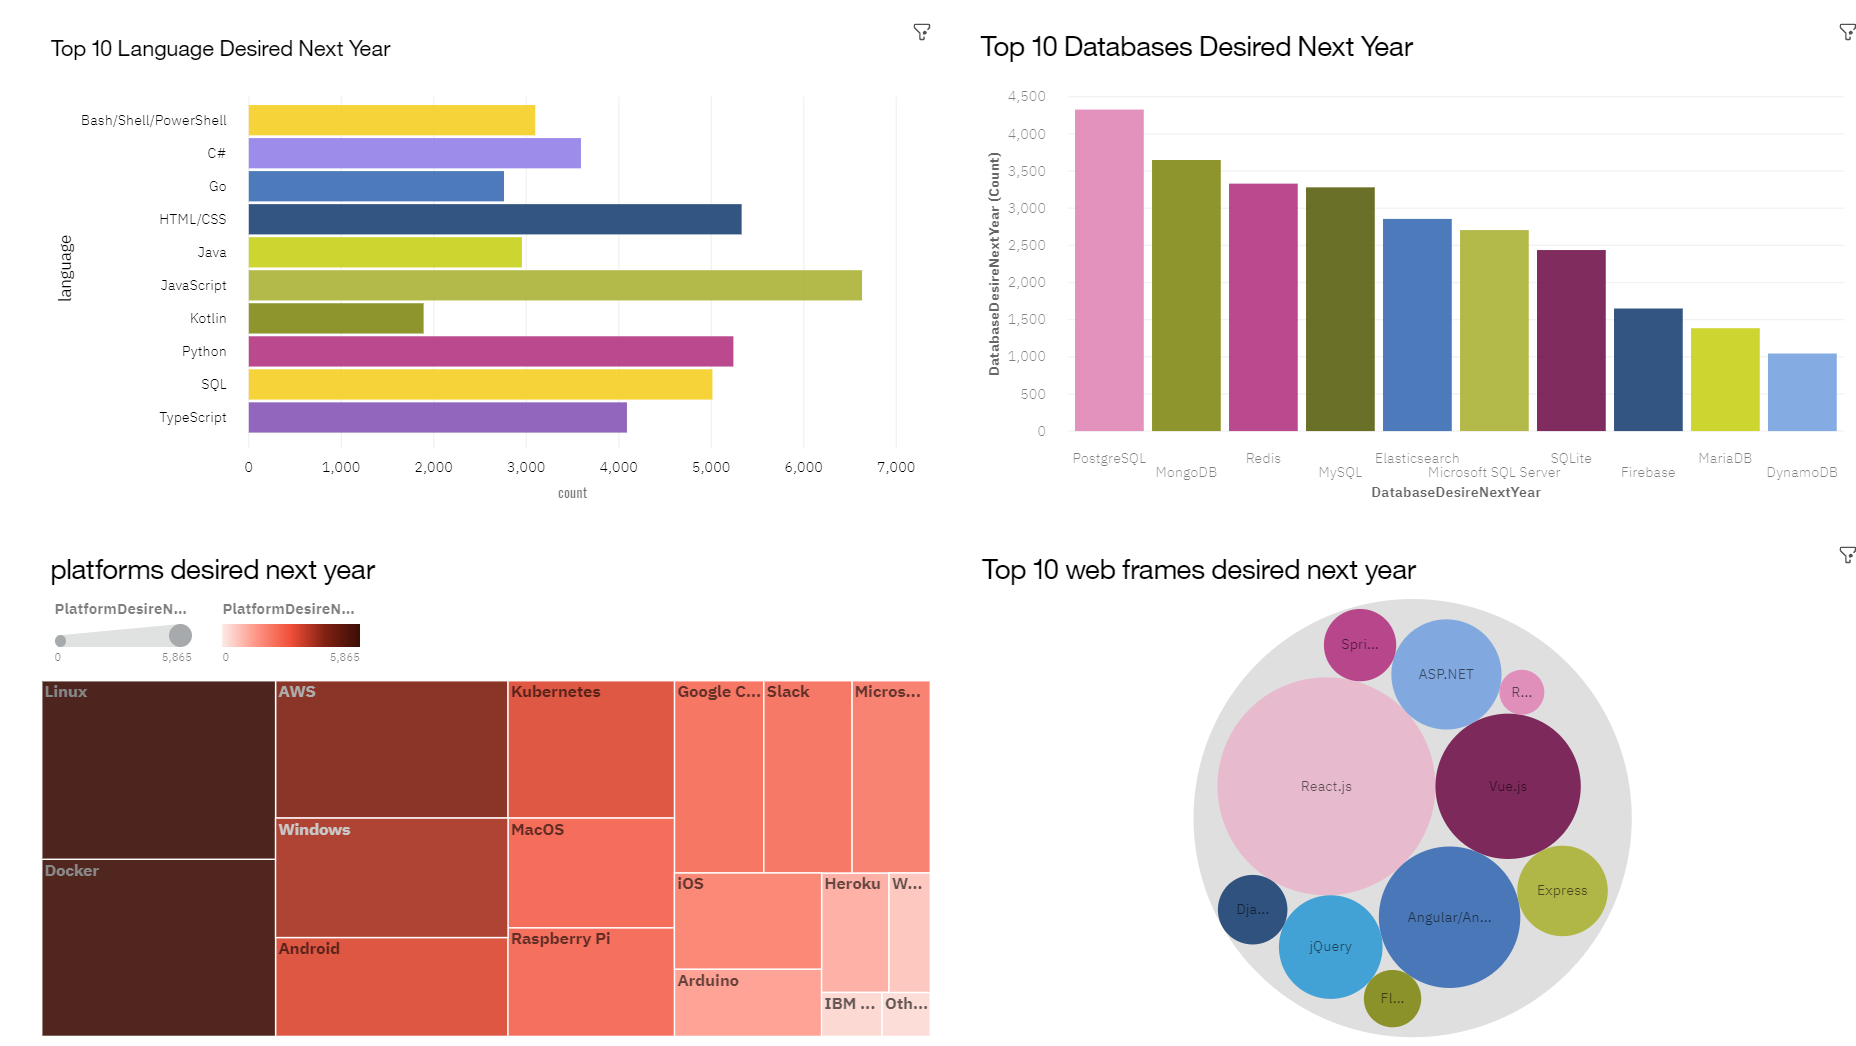 Top 10 Language Desired Next Year
language
Bash/Shell/PowerShell
C#
Go
HTML/CSS
Java
JavaScript
Kotlin
Python
SQL
TypeScript
0 1,000 2,000 3,000 4,000 5,000 6,000 7,000
count
Top 10 Databases Desired Next Year
DatabaseDesireNextYear (Count)
4,500
4,000
3,500
3,000
2,500
2,000
1,500
1,000
500
0
PostgreSQL Redis Elasticsearch SQLite MariaDB
MongoDB MySQL Microsoft SQL Server Firebase DynamoDB
DatabaseDesireNextYear
platforms desired next year
PlatformDesireN... PlatformDesireN...
0 5,865 0 5,865
Linux AWS Kubernetes Google C... Slack Micros...
Windows MacOS
Docker iOS Heroku W...
Android Raspberry Pi
Arduino IBM ... Oth...
Top 10 web frames desired next year
Spri...
ASP.NET
R...
React.js Vue.js
Express
Dja... Angular/An...
jQuery
Fl...